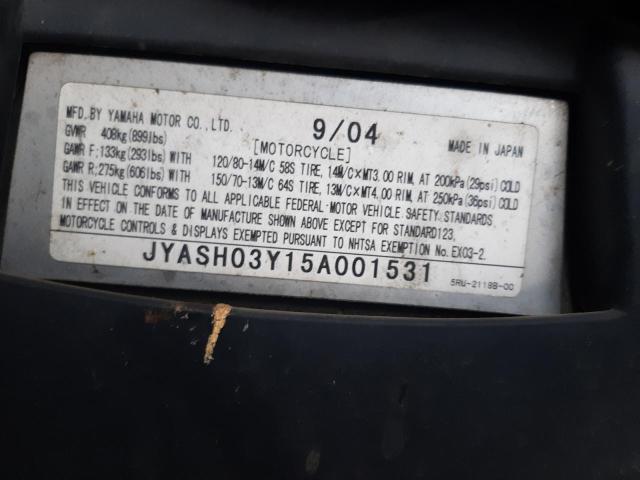 MFD.BY YAMAHA MOTOR CO.,LTD. 9/04 MADE IN JAPAN
GVWR 408kg(899lbs) [MOTORCYCLE]
GAWR F:133kg(293lbs) WITH 120/80-14M/C 58S TIRE, 14M/C×MT3.00 RIM, AT 200kPa(29psi) COLD
GAWR R:275kg(606lbs) WITH 150/70-13M/C 64S TIRE, 13M/C×MT4.00 RIM, AT 250kPa(36psi) COLD
THIS VEHICLE CONFORMS TO ALL APPLICABLE FEDERAL-MOTOR VEHICLE SAFETY STANDARDS
IN EFFECT ON THE DATE OF MANUFACTURE SHOWN ABOVE EXCEPT FOR STANDARD123,
MOTORCYCLE CONTROLS & DISPLAYS EXEMPTED PURSUANT TO NHTSA EXEMPTION No. EX03-2.
JYASH03Y15A001531
5RU-2118B-00